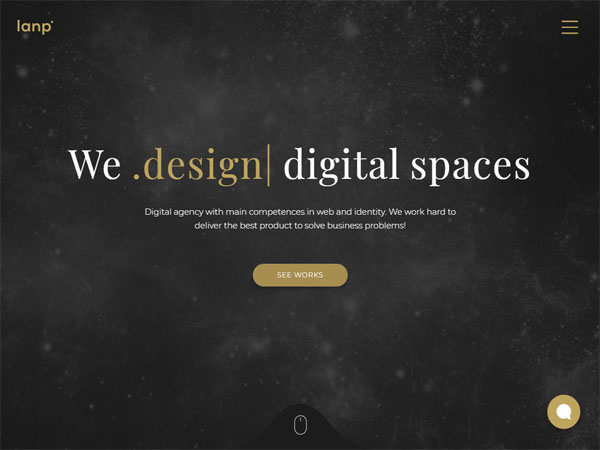 lanp
We .design| digital spaces
Digital agency with main competences in web and identity. We work hard to
deliver the best product to solve business problems!
SEE WORKS